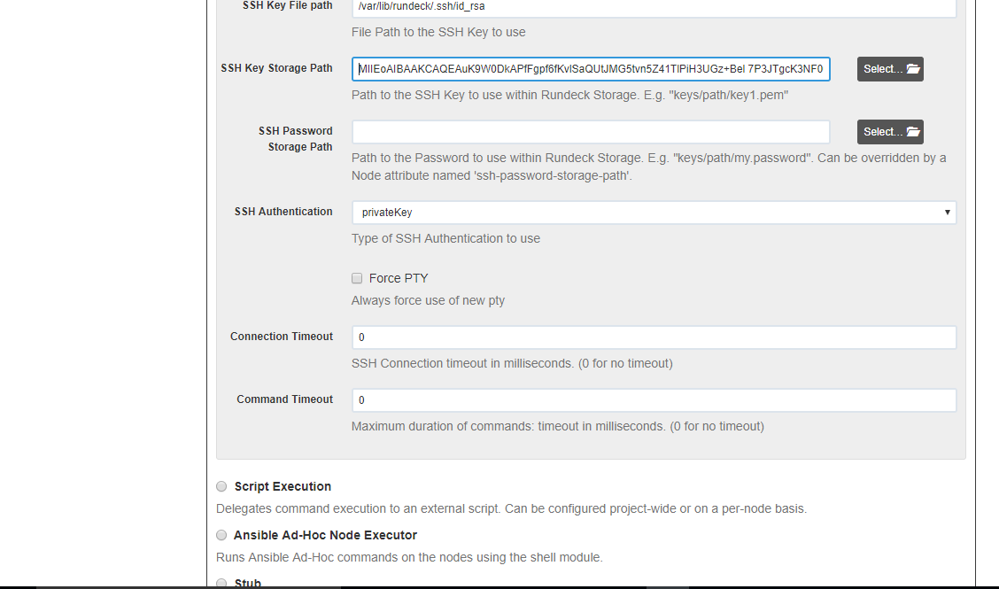 SSH Key File path
/var/lib/rundeck/.ssh/id_rsa
File Path to the SSH Key to use
SSH Key Storage Path
MIIEoAIBAAKCAQEAuK9W0DkAPfFgpf6fKvlSaQUtJMG5tvn5Z41TIPiH3UGz+BeI 7P3JTgcK3NF0
Select...
Path to the SSH Key to use within Rundeck Storage. E.g. "keys/path/key1.pem"
SSH Password
Storage Path
Select...
Path to the Password to use within Rundeck Storage. E.g. "keys/path/my.password". Can be overridden by a
Node attribute named 'ssh-password-storage-path'.
SSH Authentication
privateKey
Type of SSH Authentication to use
Force PTY
Always force use of new pty
Connection Timeout
0
SSH Connection timeout in milliseconds. (0 for no timeout)
Command Timeout
0
Maximum duration of commands: timeout in milliseconds. (0 for no timeout)
Script Execution
Delegates command execution to an external script. Can be configured project-wide or on a per-node basis.
Ansible Ad-Hoc Node Executor
Runs Ansible Ad-Hoc commands on the nodes using the shell module.
Stub